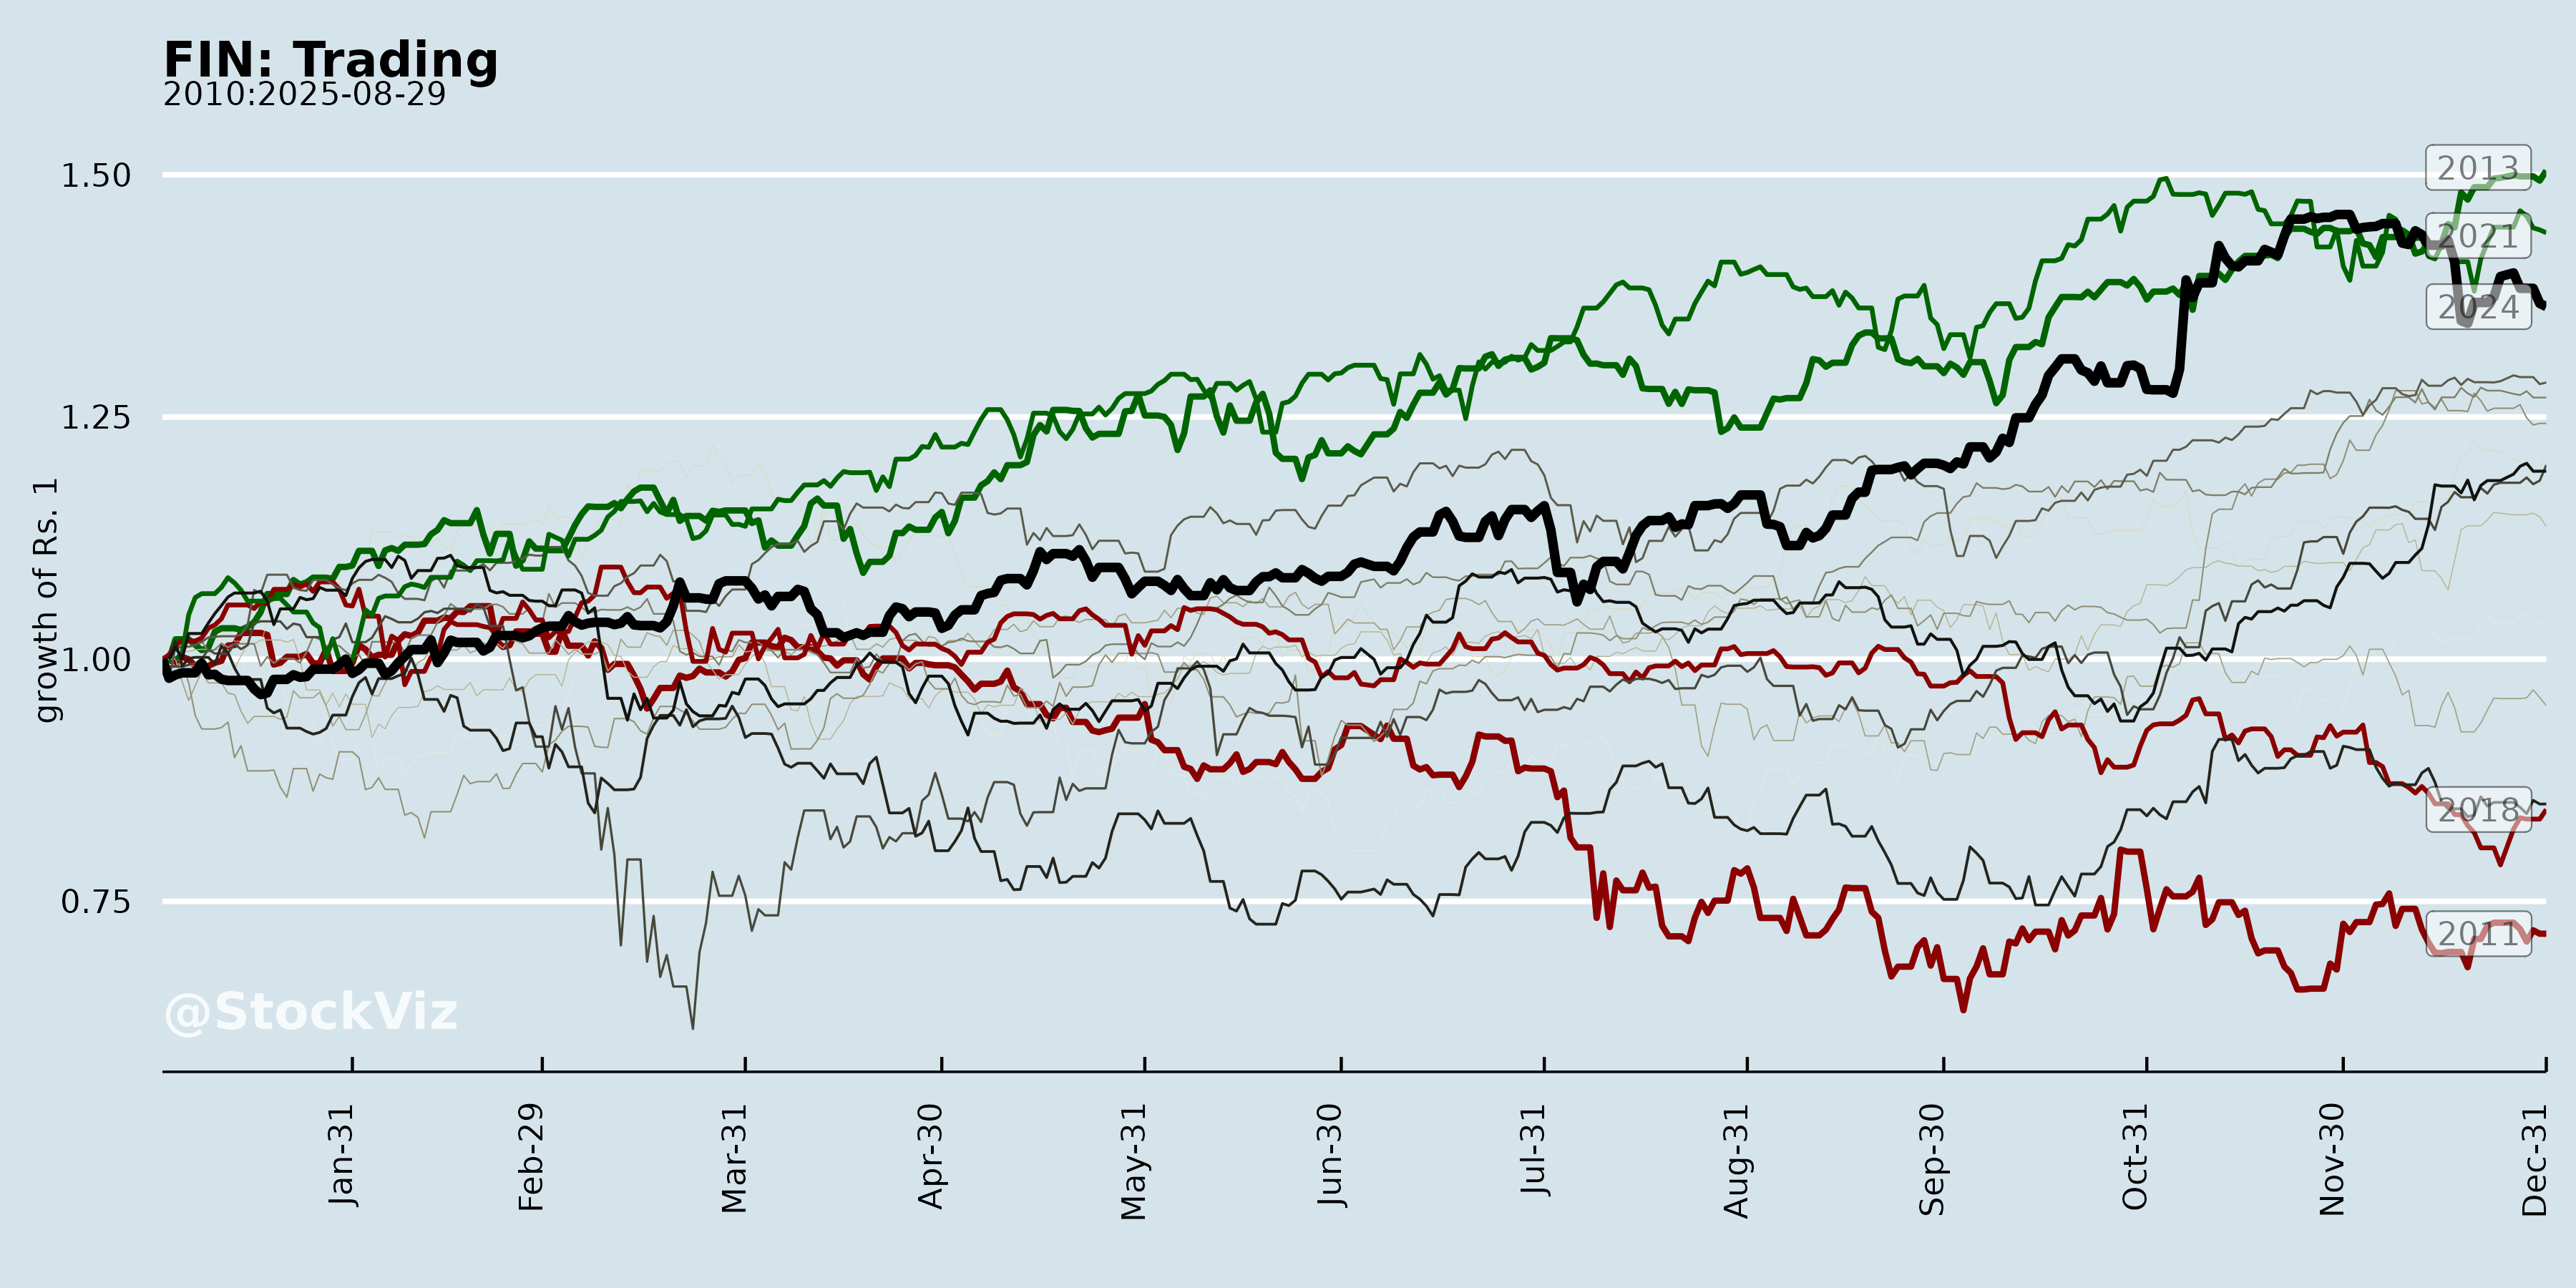 FIN: Trading
2010:2025-08-29
growth of Rs. 1
1.50
1.25
1.00
0.75
2013
2021
2024
2018
2011
@StockViz
Jan-31
Feb-29
Mar-31
Apr-30
May-31
Jun-30
Jul-31
Aug-31
Sep-30
Oct-31
Nov-30
Dec-31